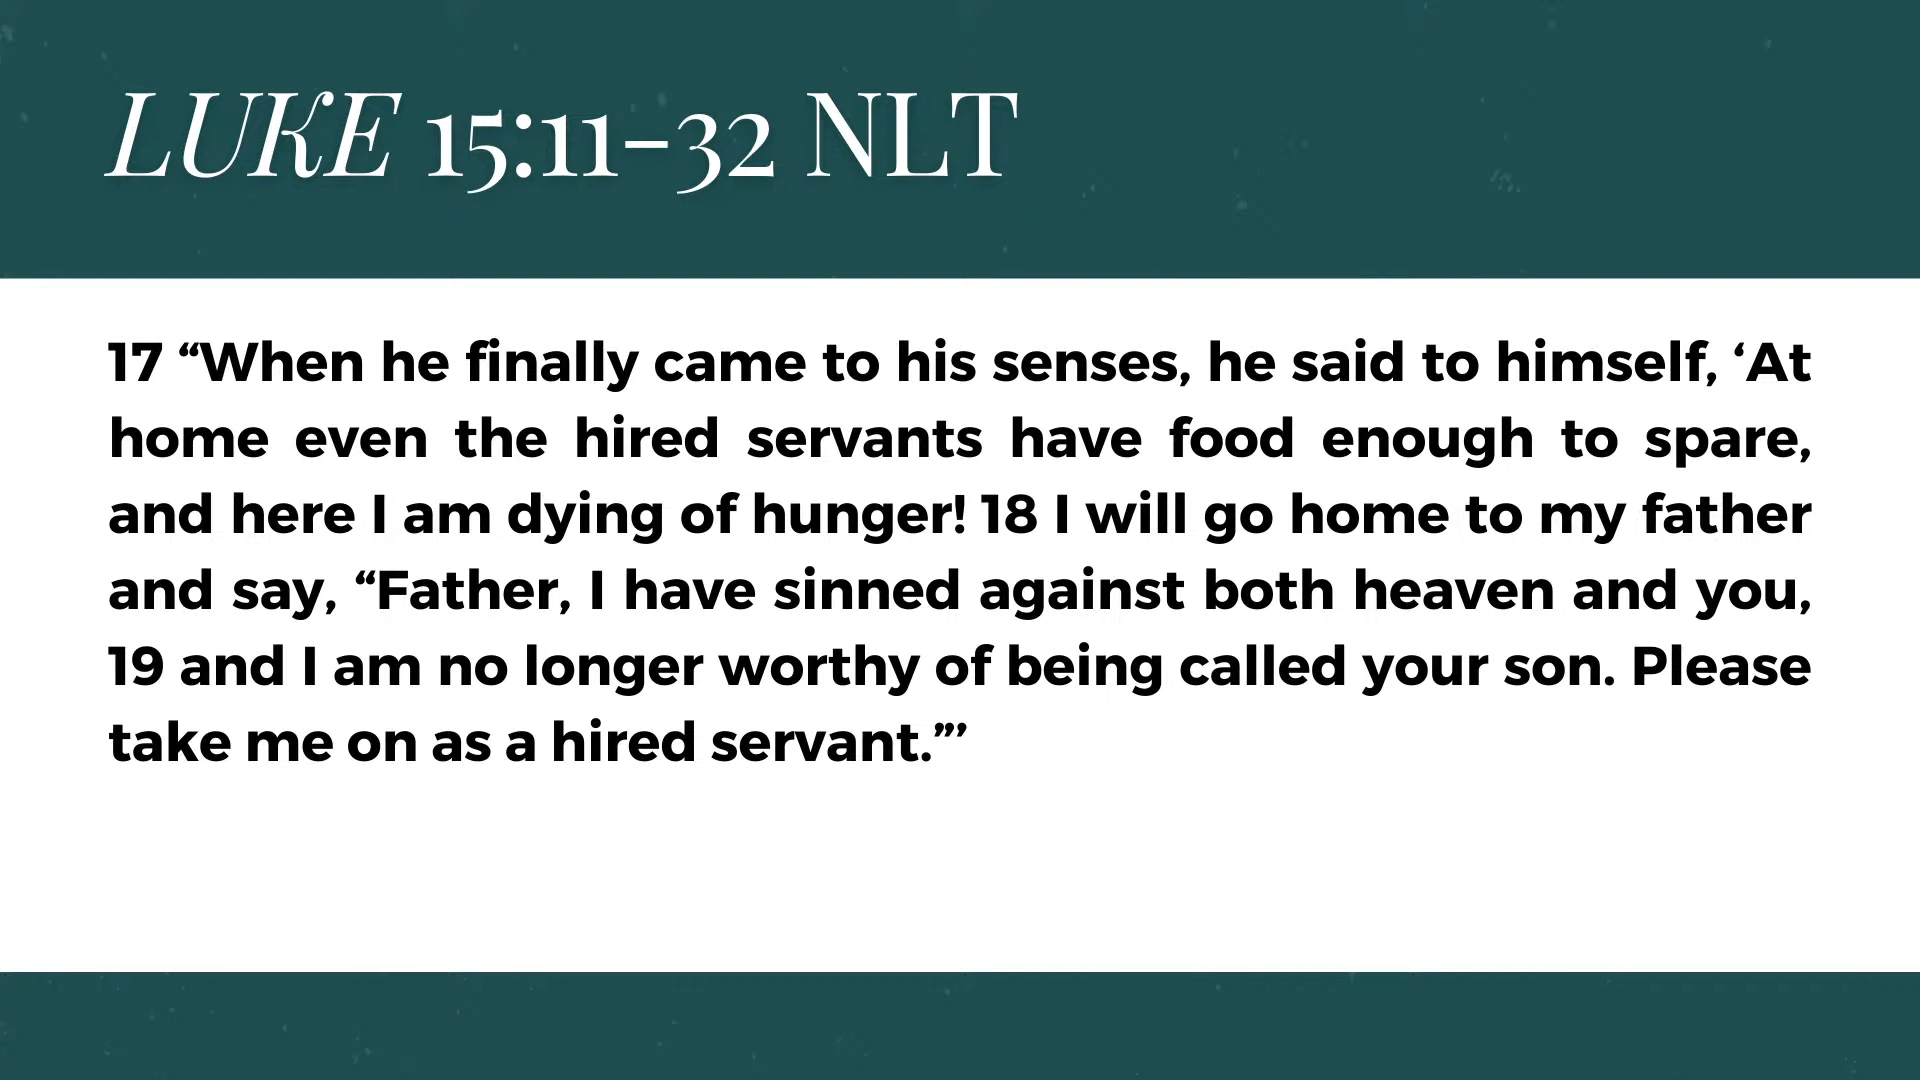 LUKE 15:11-32 NLT
17 “When he finally came to his senses, he said to himself, ‘At
home even the hired servants have food enough to spare,
and here I am dying of hunger! 18 I will go home to my father
and say, “Father, I have sinned against both heaven and you,
19 and I am no longer worthy of being called your son. Please
take me on as a hired servant.”’